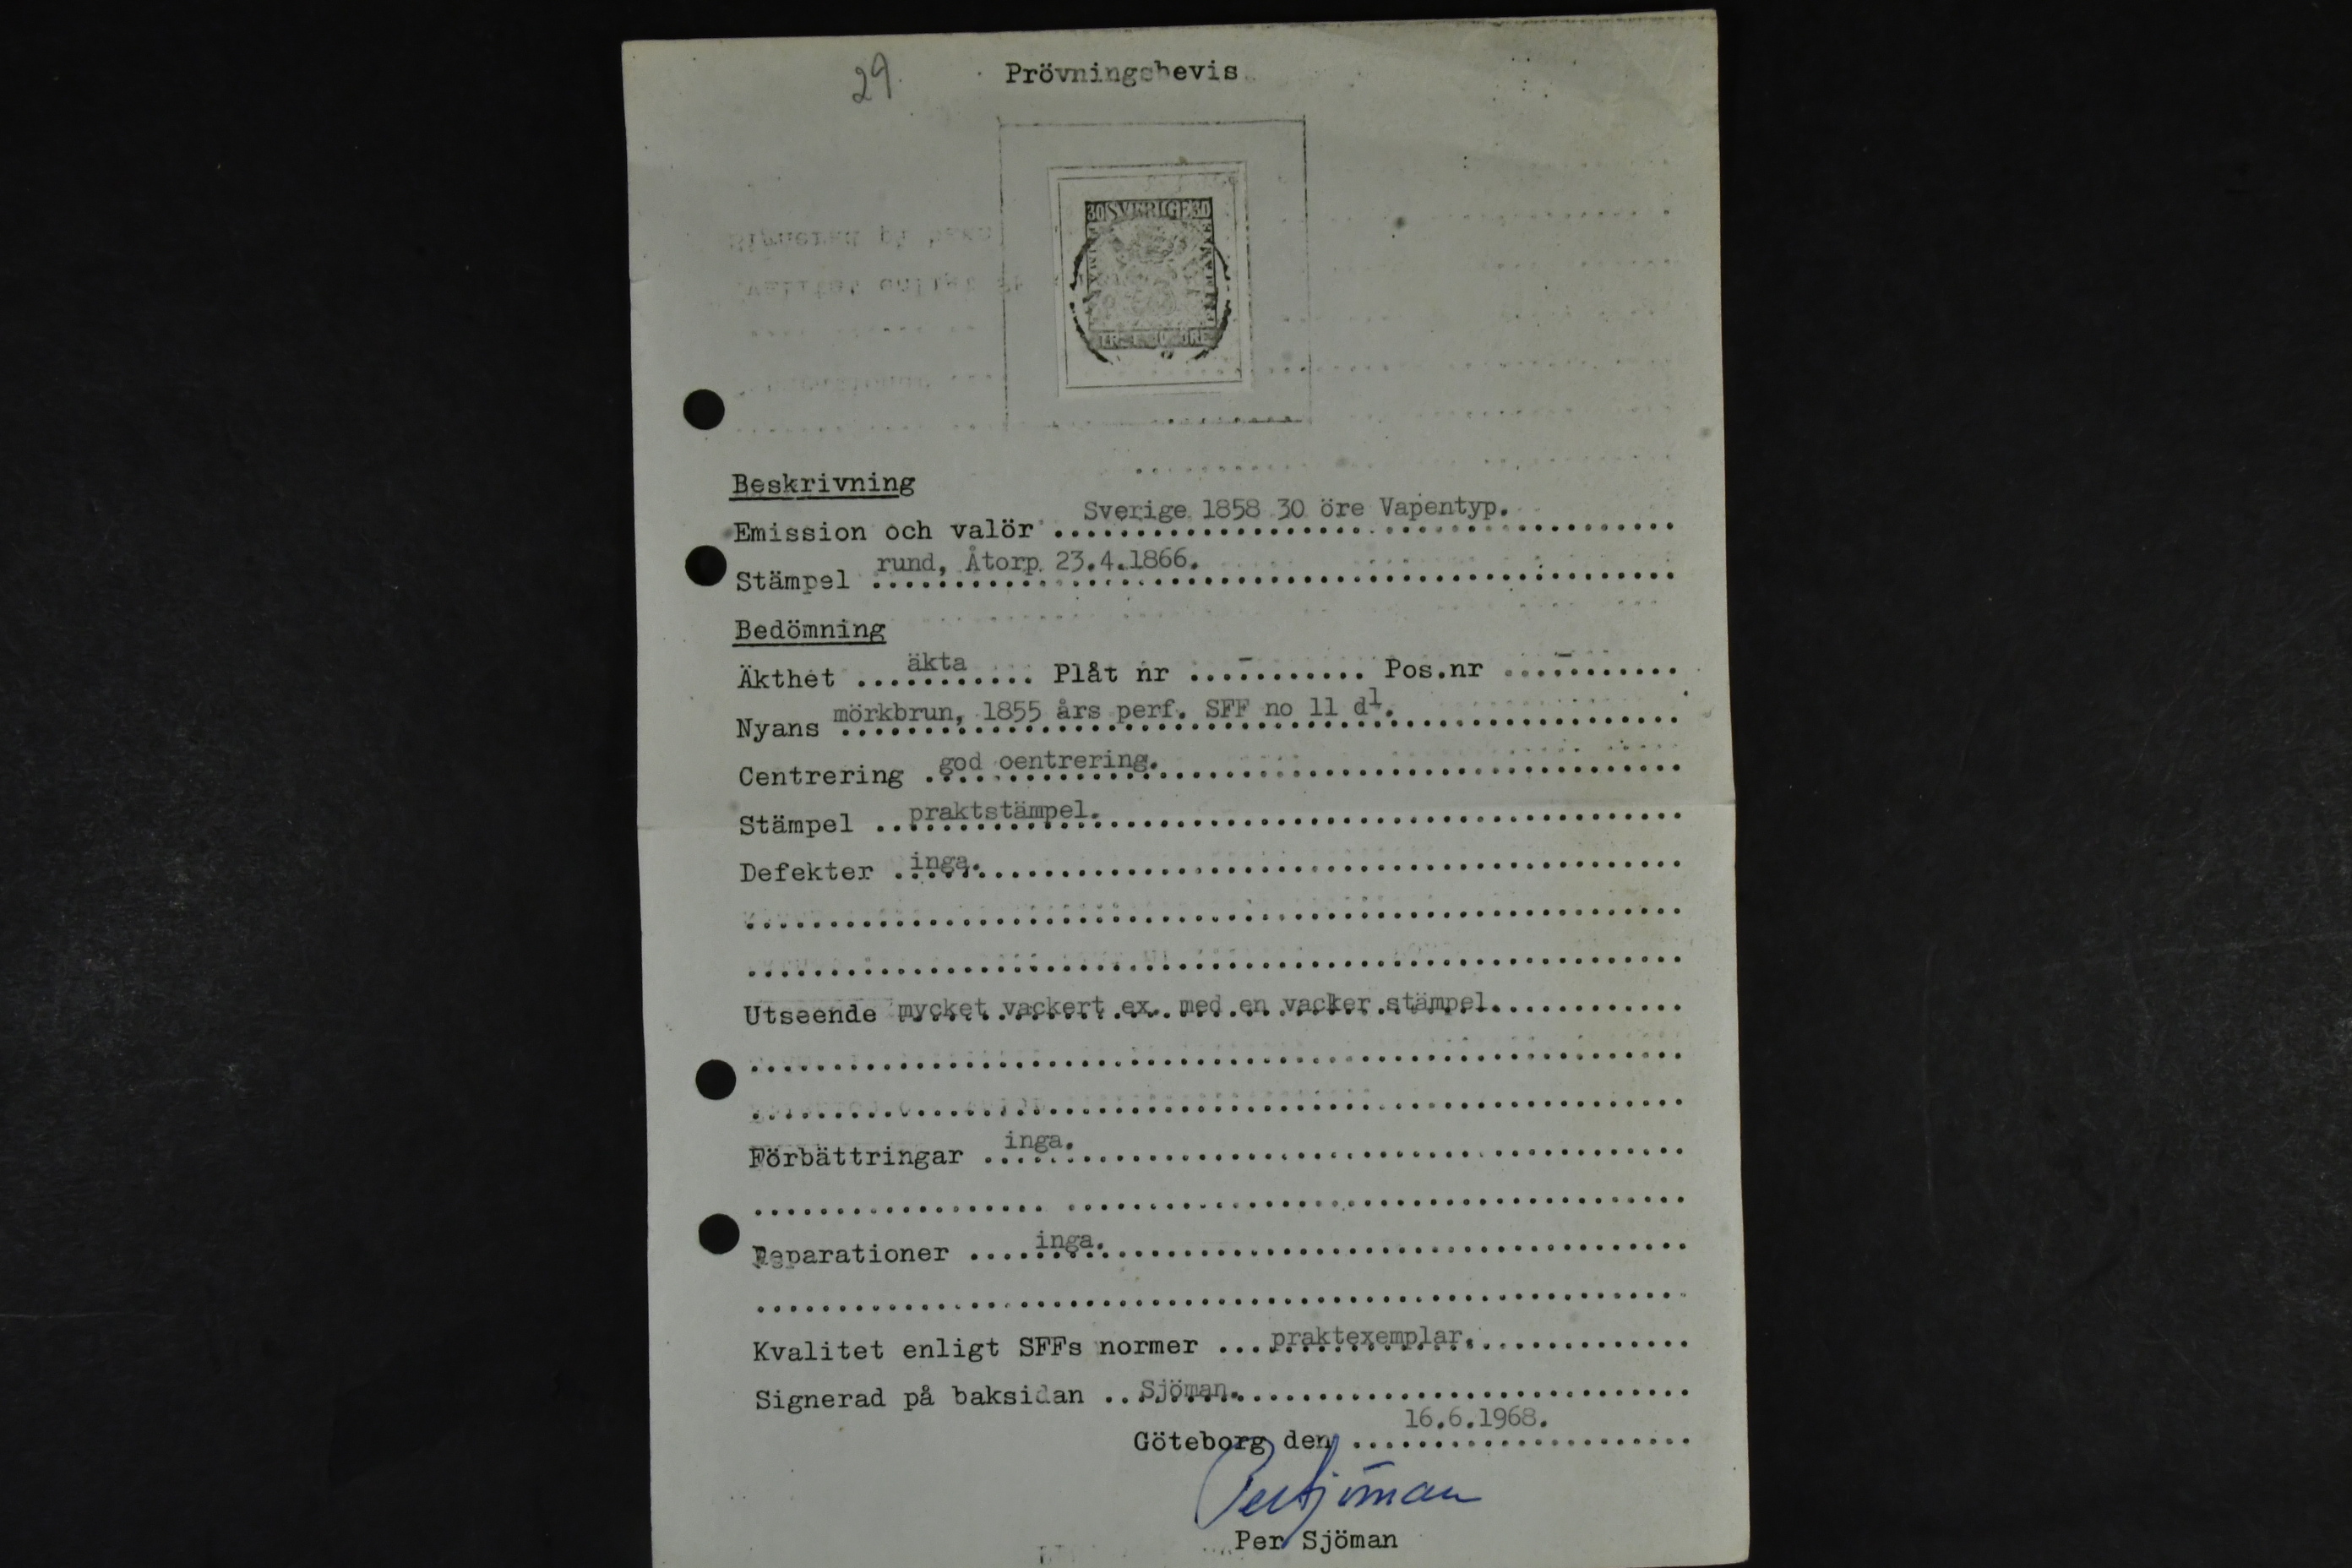 29.
Prövningsbevis
30 SVERIGE 30
ÖRE
Beskrivning
Emission och valör Sverige 1858 30 öre Vapentyp.
Stämpel rund, Åtorp 23.4.1866.
Bedömning
Äkthet äkta Plåt nr - Pos.nr -
Nyans mörkbrun, 1855 års perf. SFF no 11 d1.
Centrering god oentrering.
Stämpel praktstämpel.
Defekter inga.
Utseende mycket vackert ex. med en vacker stämpel.
Förbättringar inga.
Reparationer inga.
Kvalitet enligt SFFs normer praktexemplar.
Signerad på baksidan Sjöman.
Göteborg den 16.6.1968.
Per Sjöman
Per Sjöman